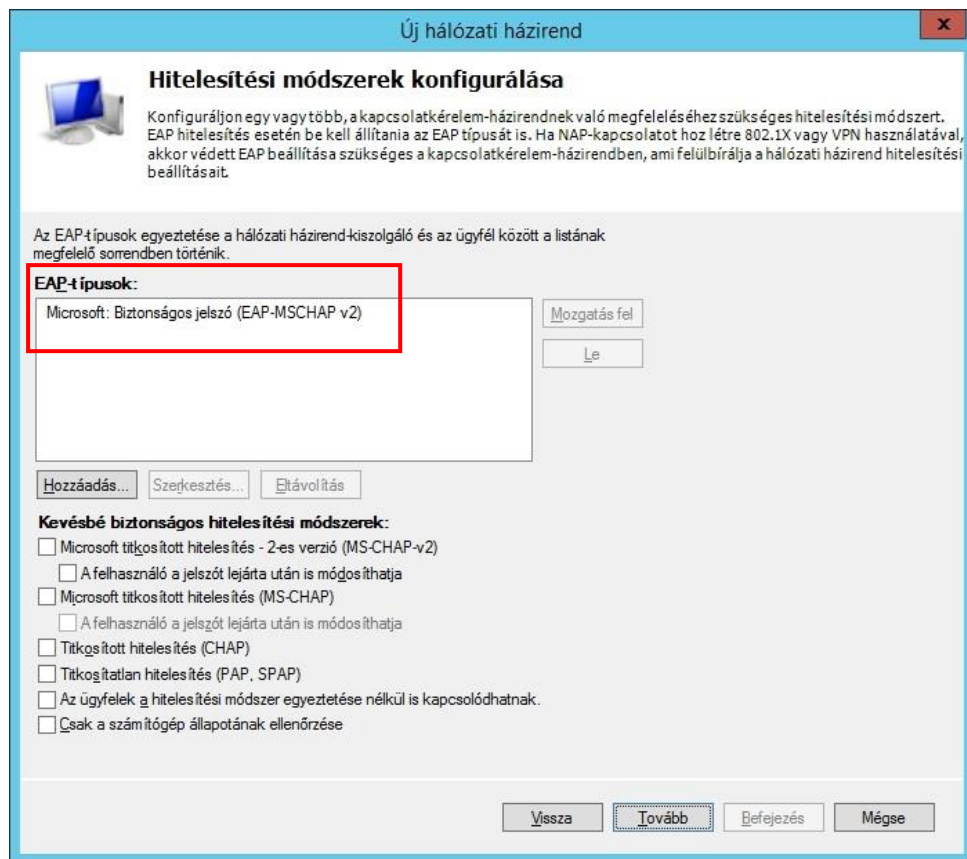 Új hálózati házirend
x
Hitelesítési módszerek konfigurálása
Konfiguráljon egy vagy több, a kapcsolatkérelem-házirendnek való megfeleléséhez szükséges hitelesítési módszert.
EAP hitelesítés esetén be kell állítania az EAP típusát is. Ha NAP-kapcsolatot hoz létre 802.1X vagy VPN használatával,
akkor védett EAP beállítása szükséges a kapcsolatkérelem-házirendben, ami felülbírálja a hálózati házirend hitelesítési
beállításait.
Az EAP-típusok egyeztetése a hálózati házirend-kiszolgáló és az ügyfél között a listának
megfelelő sorrendben történik.
EAP-típusok:
Microsoft: Biztonságos jelszó (EAP-MSCHAP v2)
Mozgatás fel
Le
Hozzáadás... Szerkesztés... Eltávolítás
Kevésbé biztonságos hitelesítési módszerek:
Microsoft titkosított hitelesítés - 2-es verzió (MS-CHAP-v2)
A felhasználó a jelszót lejárta után is módosíthatja
Microsoft titkosított hitelesítés (MS-CHAP)
A felhasználó a jelszót lejárta után is módosíthatja
Titkosított hitelesítés (CHAP)
Titkosítatlan hitelesítés (PAP, SPAP)
Az ügyfelek a hitelesítési módszer egyeztetése nélkül is kapcsolódhatnak.
Csak a számítógép állapotának ellenőrzése
Vissza Tovább Befejezés Mégse